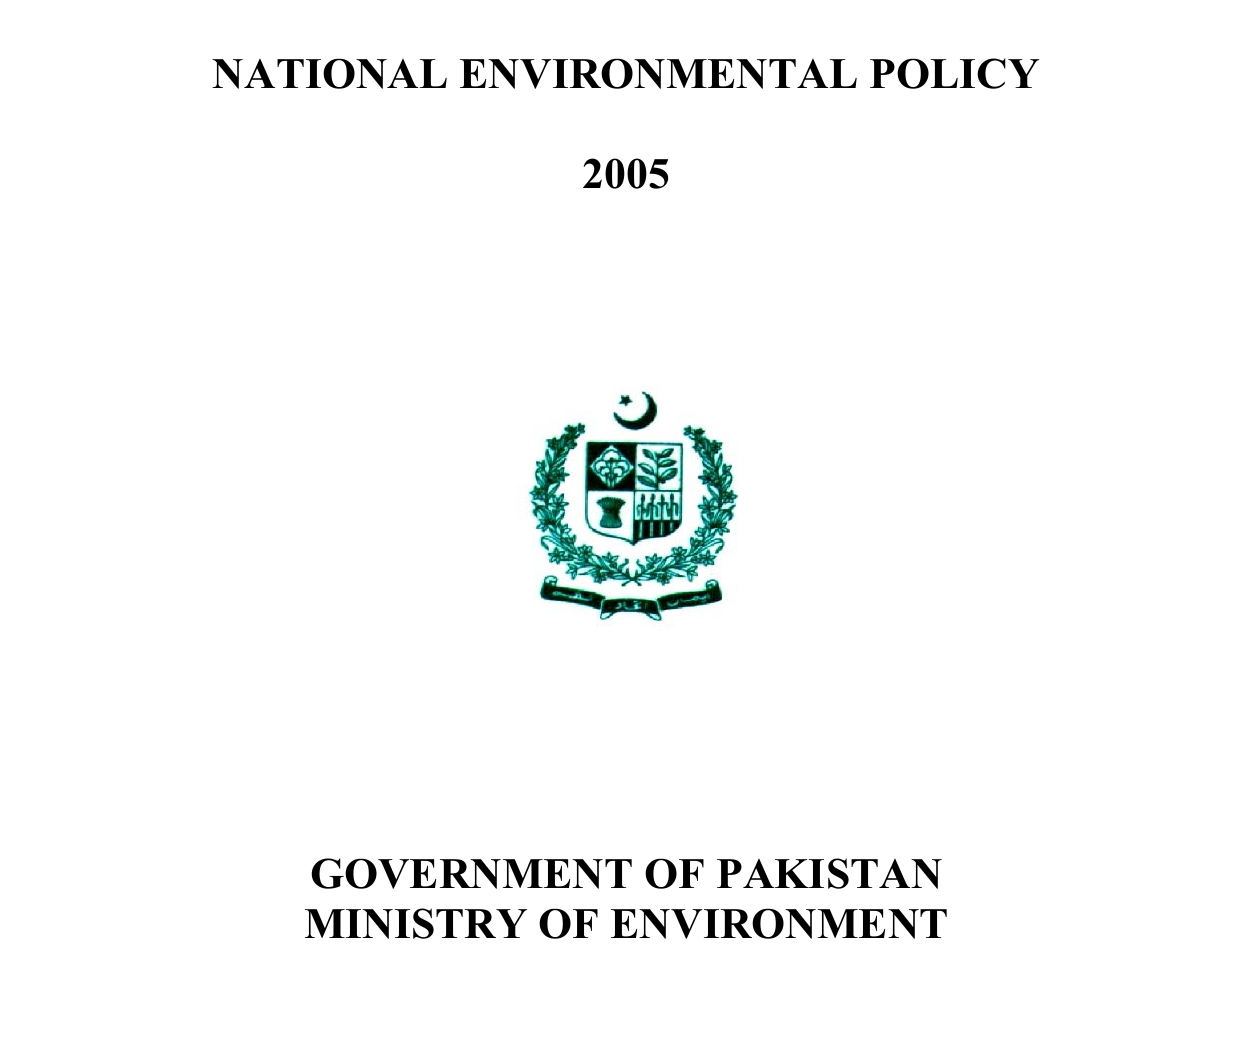 NATIONAL ENVIRONMENTAL POLICY
2005
GOVERNMENT OF PAKISTAN
MINISTRY OF ENVIRONMENT